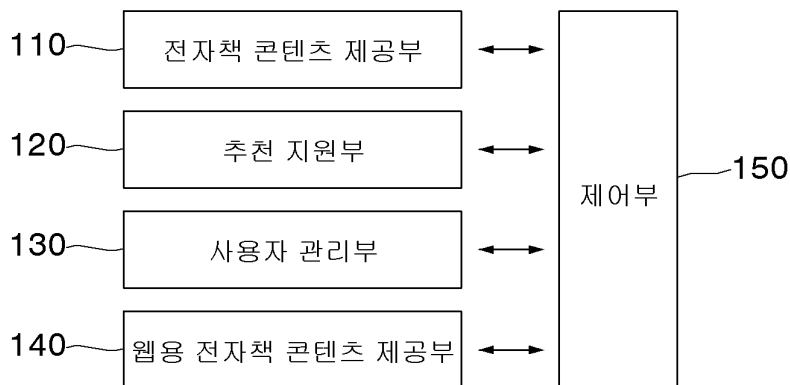 110 전자책 콘텐츠 제공부
120 추천 지원부
130 사용자 관리부
140 웹용 전자책 콘텐츠 제공부
제어부 150